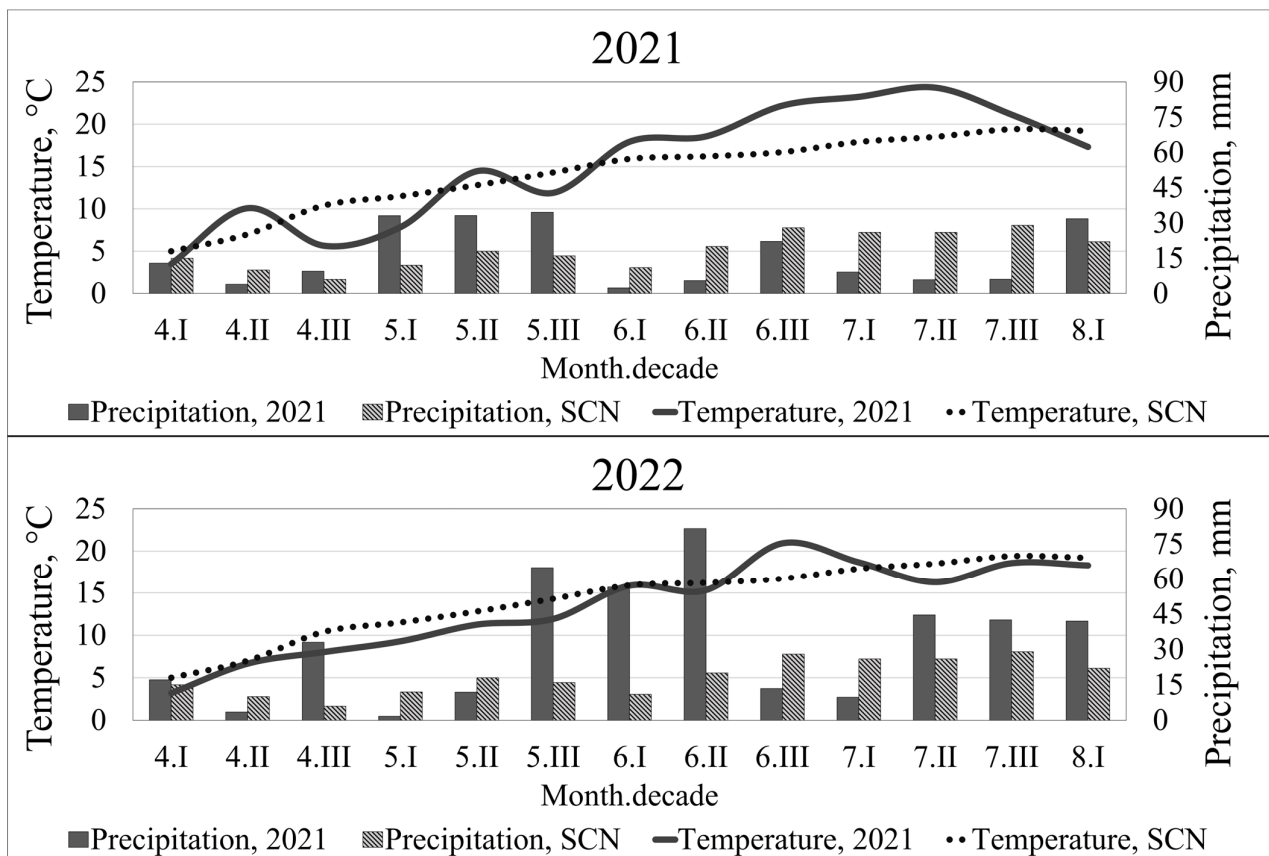 2021
Temperature, °C
25
20
15
10
5
0
90
75
60
45
30
15
0
Precipitation, mm
4.I 4.II 4.III 5.I 5.II 5.III 6.I 6.II 6.III 7.I 7.II 7.III 8.I
Month.decade
Precipitation, 2021 Precipitation, SCN Temperature, 2021 Temperature, SCN
2022
Temperature, °C
25
20
15
10
5
0
90
75
60
45
30
15
0
Precipitation, mm
4.I 4.II 4.III 5.I 5.II 5.III 6.I 6.II 6.III 7.I 7.II 7.III 8.I
Month.decade
Precipitation, 2021 Precipitation, SCN Temperature, 2021 Temperature, SCN